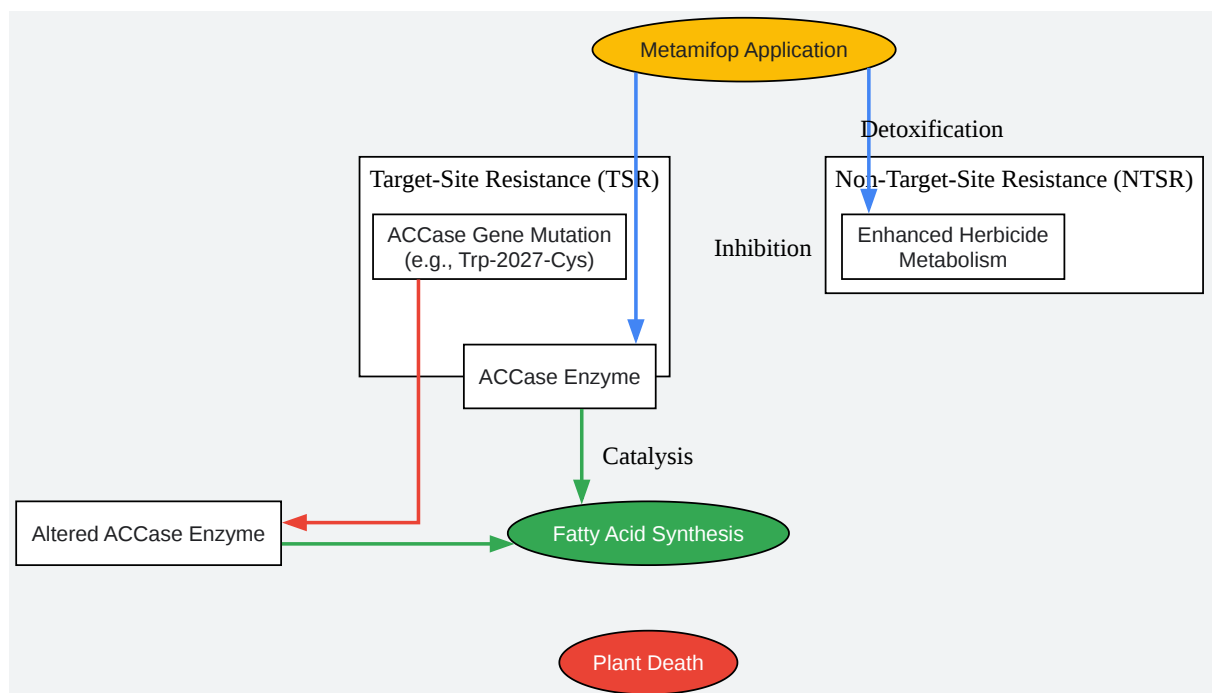 Metamifop Application
Detoxification
Target-Site Resistance (TSR)
Non-Target-Site Resistance (NTSR)
ACCase Gene Mutation
(e.g., Trp-2027-Cys)
Inhibition
Enhanced Herbicide
Metabolism
ACCase Enzyme
Catalysis
Altered ACCase Enzyme
Fatty Acid Synthesis
Plant Death